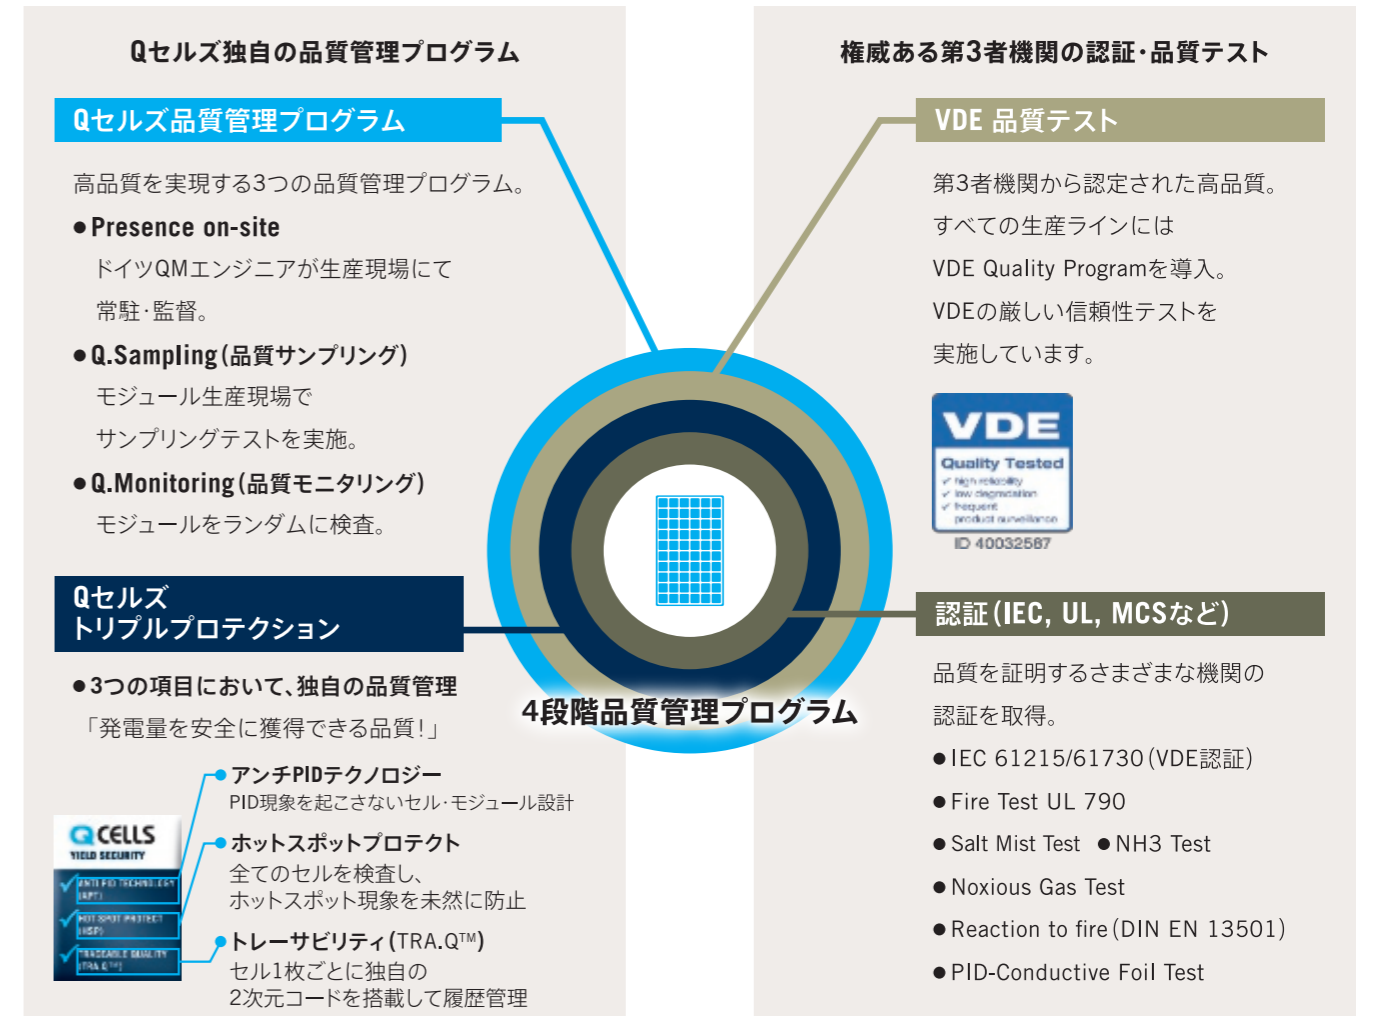 Qセルズ独自の品質管理プログラム
Qセルズ品質管理プログラム
高品質を実現する3つの品質管理プログラム。
●Presence on-site
ドイツQMエンジニアが生産現場にて
常駐・監督。
●Q.Sampling(品質サンプリング)
モジュール生産現場で
サンプリングテストを実施。
●Q.Monitoring(品質モニタリング)
モジュールをランダムに検査。
Qセルズ
トリプルプロテクション
●3つの項目において、独自の品質管理
「発電量を安全に獲得できる品質!」
Q CELLS
YIELD SECURITY
ANTI PID TECHNOLOGY
(APT)
HOT SPOT PROTECT
(HSP)
TRACEABLE QUALITY
(TRA.Q™)
アンチPIDテクノロジー
PID現象を起こさないセル・モジュール設計
ホットスポットプロテクト
全てのセルを検査し、
ホットスポット現象を未然に防止
トレーサビリティ(TRA.Q™)
セル1枚ごとに独自の
2次元コードを搭載して履歴管理
4段階品質管理プログラム
権威ある第3者機関の認証・品質テスト
VDE 品質テスト
第3者機関から認定された高品質。
すべての生産ラインには
VDE Quality Programを導入。
VDEの厳しい信頼性テストを
実施しています。
VDE
Quality Tested
✓ high reliability
✓ low degradation
✓ frequent
product surveillance
ID 40032587
認証(IEC, UL, MCSなど)
品質を証明するさまざまな機関の
認証を取得。
●IEC 61215/61730(VDE認証)
●Fire Test UL 790
●Salt Mist Test ●NH3 Test
●Noxious Gas Test
●Reaction to fire(DIN EN 13501)
●PID-Conductive Foil Test